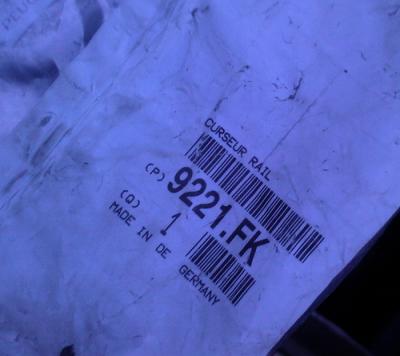 CURSEUR RAIL
(P) 9221.FK
(Q) 1
MADE IN DE GERMANY